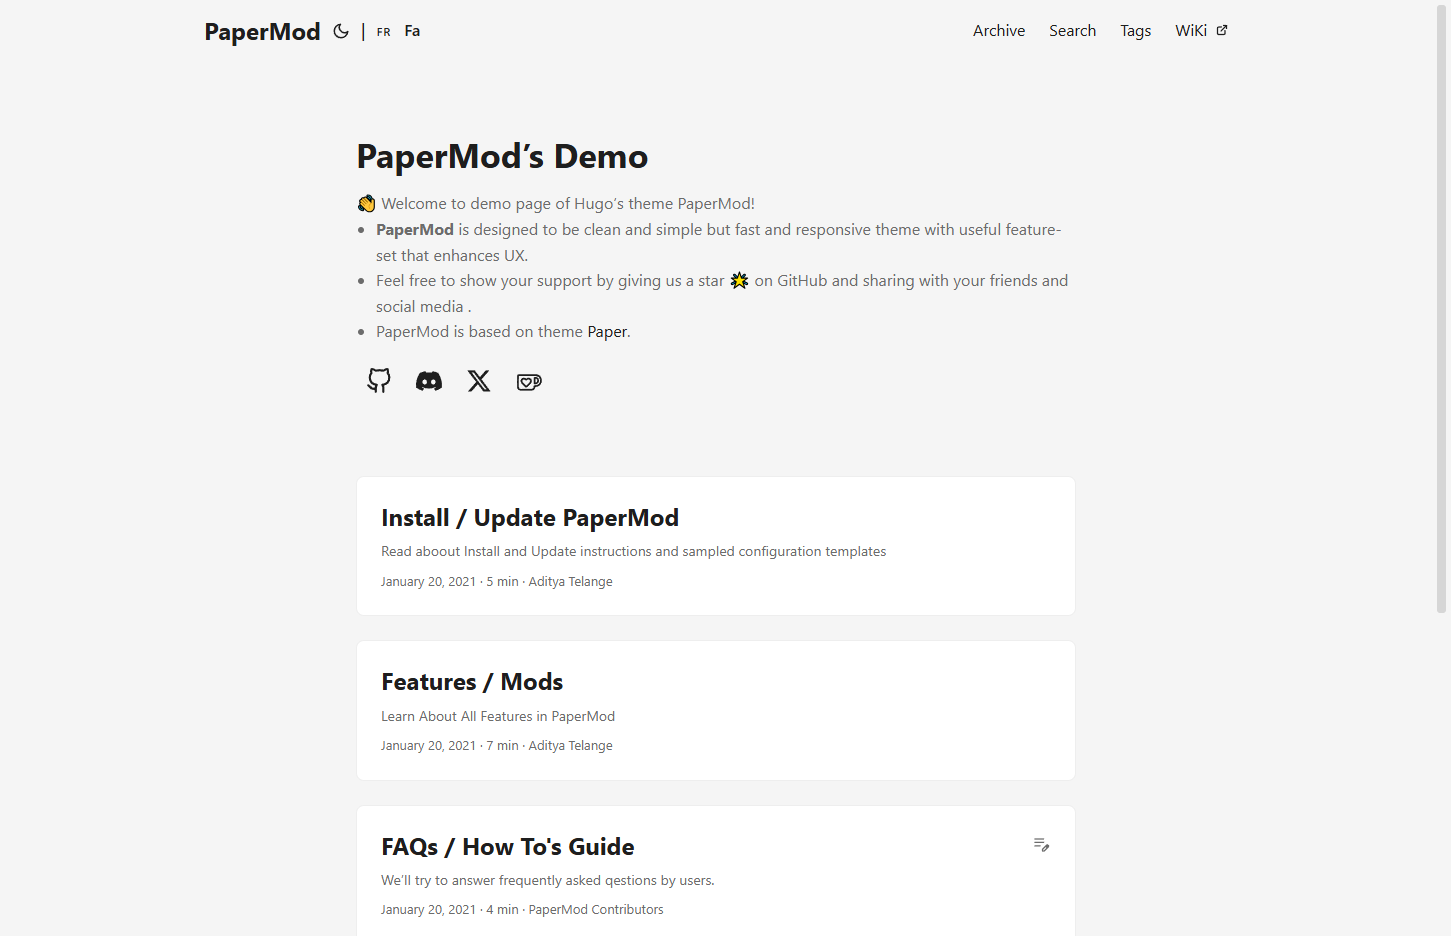 PaperMod | FR Fa Archive Search Tags WiKi
PaperMod’s Demo
👋 Welcome to demo page of Hugo’s theme PaperMod!
• PaperMod is designed to be clean and simple but fast and responsive theme with useful feature-
set that enhances UX.
• Feel free to show your support by giving us a star 🌟 on GitHub and sharing with your friends and
social media .
• PaperMod is based on theme Paper.
Install / Update PaperMod
Read aboout Install and Update instructions and sampled configuration templates
January 20, 2021 · 5 min · Aditya Telange
Features / Mods
Learn About All Features in PaperMod
January 20, 2021 · 7 min · Aditya Telange
FAQs / How To's Guide
We’ll try to answer frequently asked qestions by users.
January 20, 2021 · 4 min · PaperMod Contributors